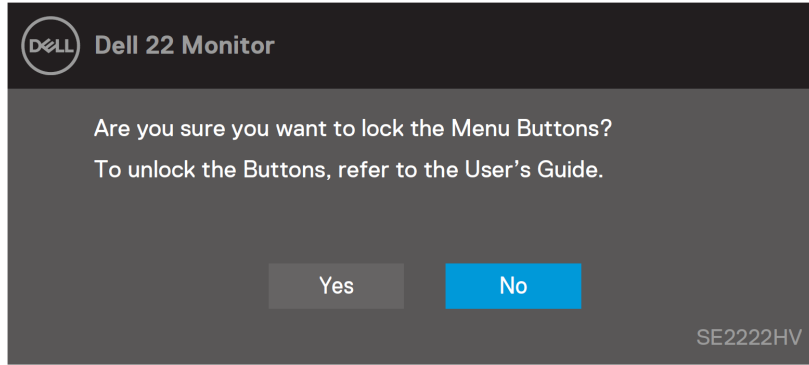 DELL Dell 22 Monitor
Are you sure you want to lock the Menu Buttons?
To unlock the Buttons, refer to the User’s Guide.
Yes No
SE2222HV